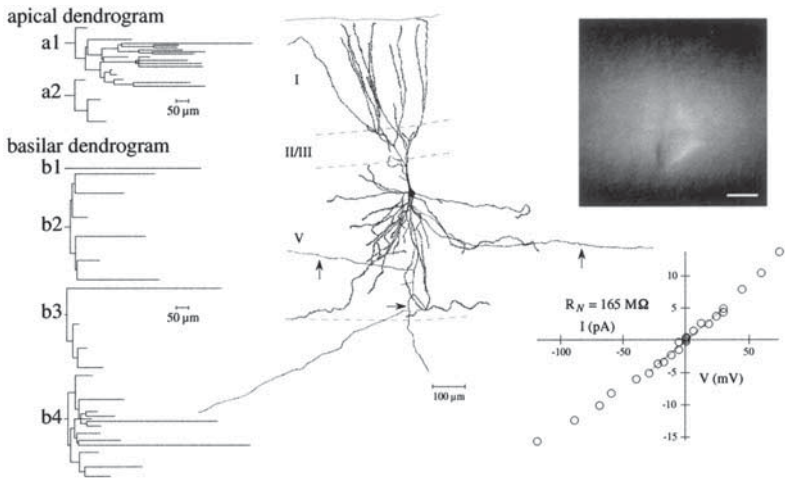 apical dendrogram
a1
a2
50 µm
basilar dendrogram
b1
b2
b3
50 µm
b4
I
II/III
V
100 µm
R_N = 165 MΩ
I (pA)
V (mV)
10
5
-5
-10
-15
-100
-50
50